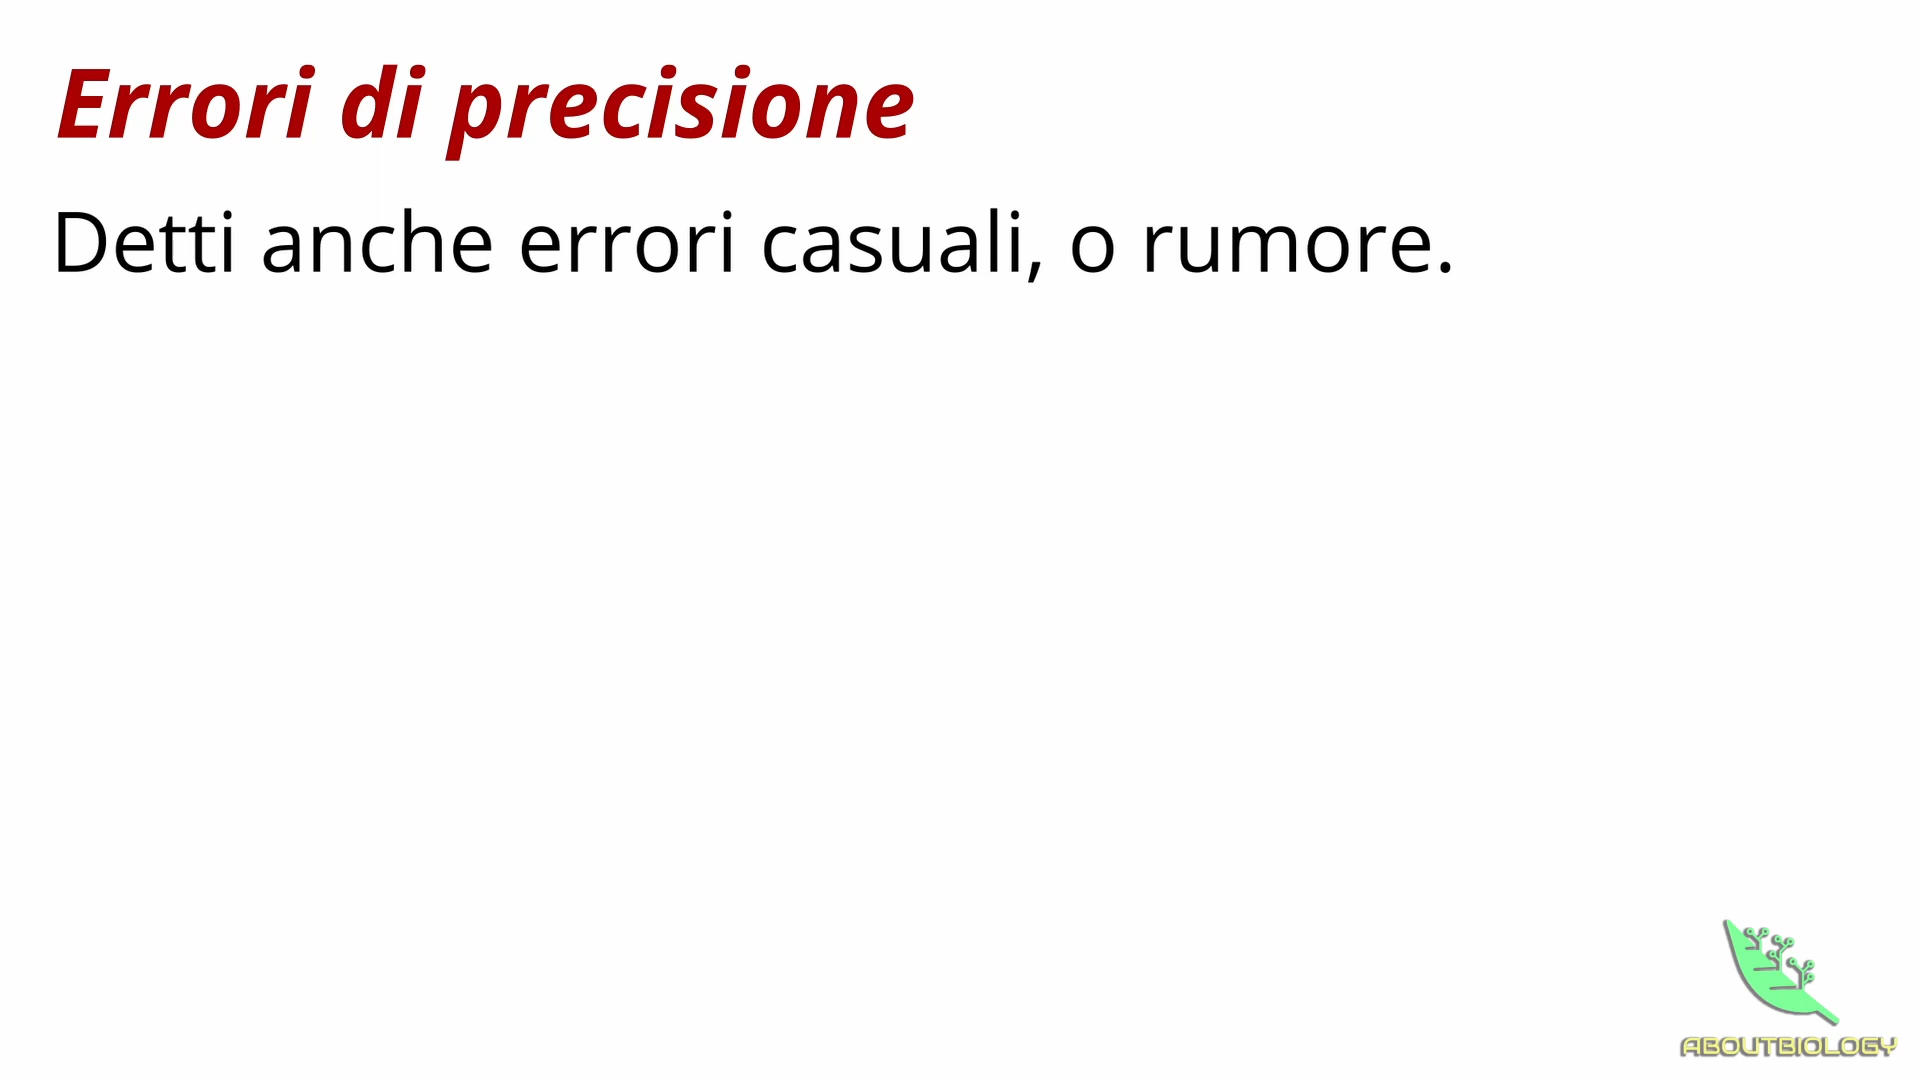 Errori di precisione
Detti anche errori casuali, o rumore.
ABOUTBIOLOGY